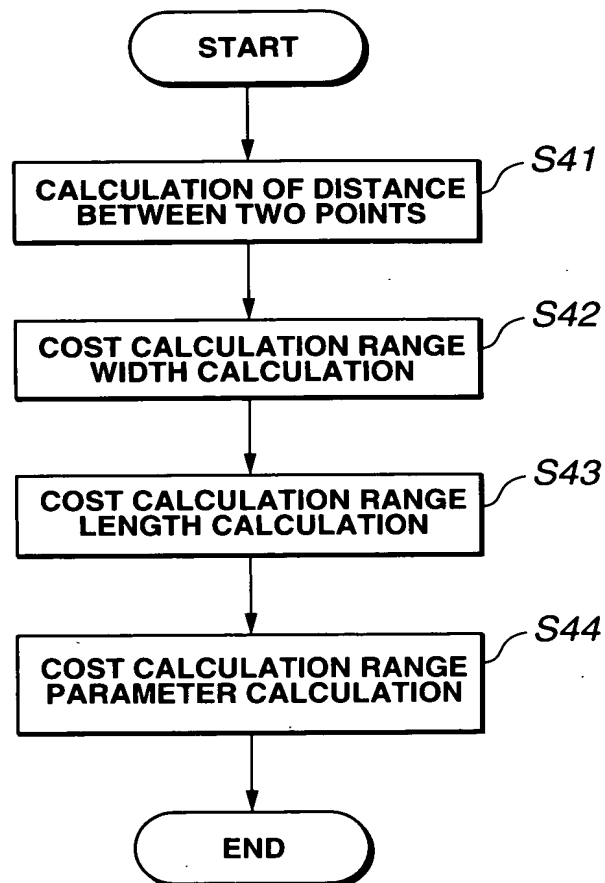 START
S41
CALCULATION OF DISTANCE
BETWEEN TWO POINTS
S42
COST CALCULATION RANGE
WIDTH CALCULATION
S43
COST CALCULATION RANGE
LENGTH CALCULATION
S44
COST CALCULATION RANGE
PARAMETER CALCULATION
END